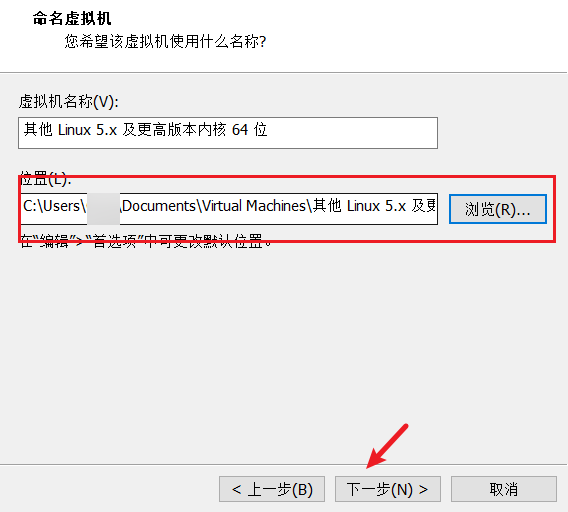 命名虚拟机
您希望该虚拟机使用什么名称?
虚拟机名称(V):
其他 Linux 5.x 及更高版本内核 64 位
位置(L):
C:\Users\ \Documents\Virtual Machines\其他 Linux 5.x 及更
浏览(R)...
在“编辑”>“首选项”中可更改默认位置。
< 上一步(B)
下一步(N) >
取消